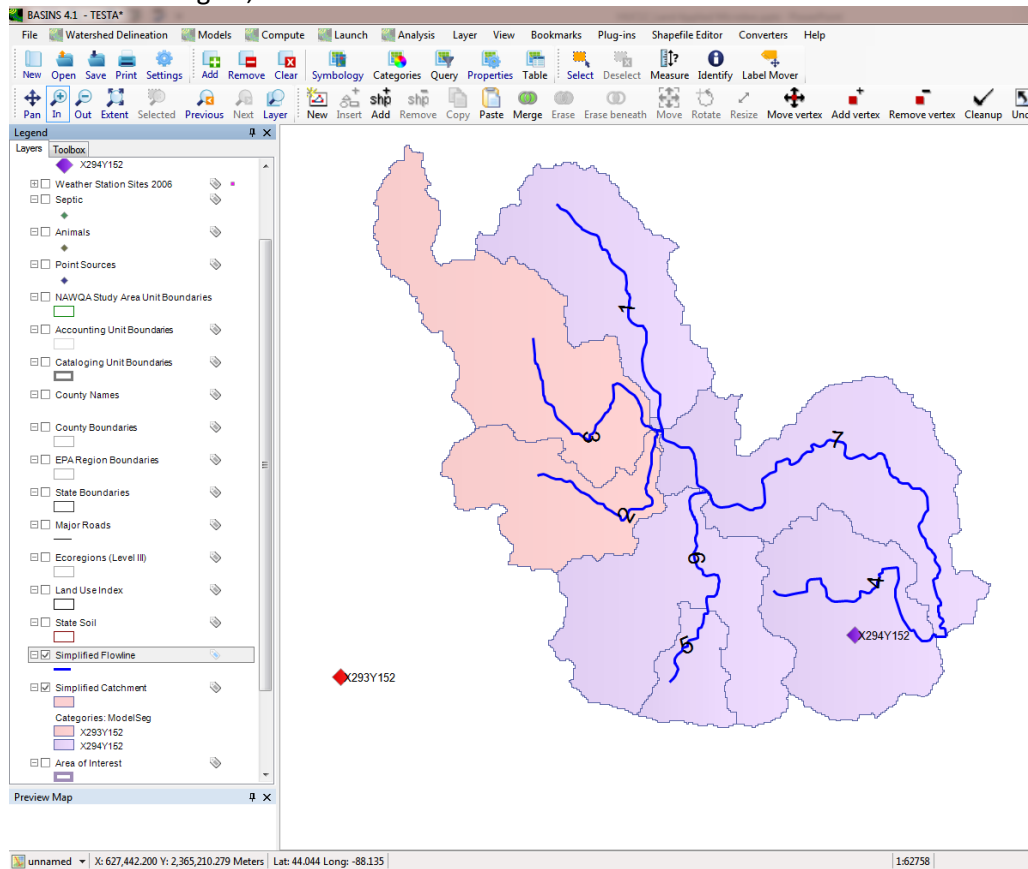 BASINS 4.1 - TESTA*
File Watershed Delineation Models Compute Launch Analysis Layer View Bookmarks Plug-ins Shapefile Editor Converters Help
New Open Save Print Settings Add Remove Clear Symbology Categories Query Properties Table Select Deselect Measure Identify Label Mover
Pan In Out Extent Selected Previous Next Layer New Insert Add Remove Copy Paste Merge Erase Erase beneath Move Rotate Resize Move vertex Add vertex Remove vertex Cleanup
Legend
Layers Toolbox
X294Y152
Weather Station Sites 2006
Septic
Animals
Point Sources
NAWQA Study Area Unit Boundaries
Accounting Unit Boundaries
Cataloging Unit Boundaries
County Names
County Boundaries
EPA Region Boundaries
State Boundaries
Major Roads
Ecoregions (Level III)
Land Use Index
State Soil
Simplified Flowline
Simplified Catchment
Categories: ModelSeg
X293Y152
X294Y152
Area of Interest
Preview Map
1
7
3
2
6
4
5
X294Y152
X293Y152
unnamed X: 627,442.200 Y: 2,365,210.279 Meters Lat: 44.044 Long: -88.135 1:62758